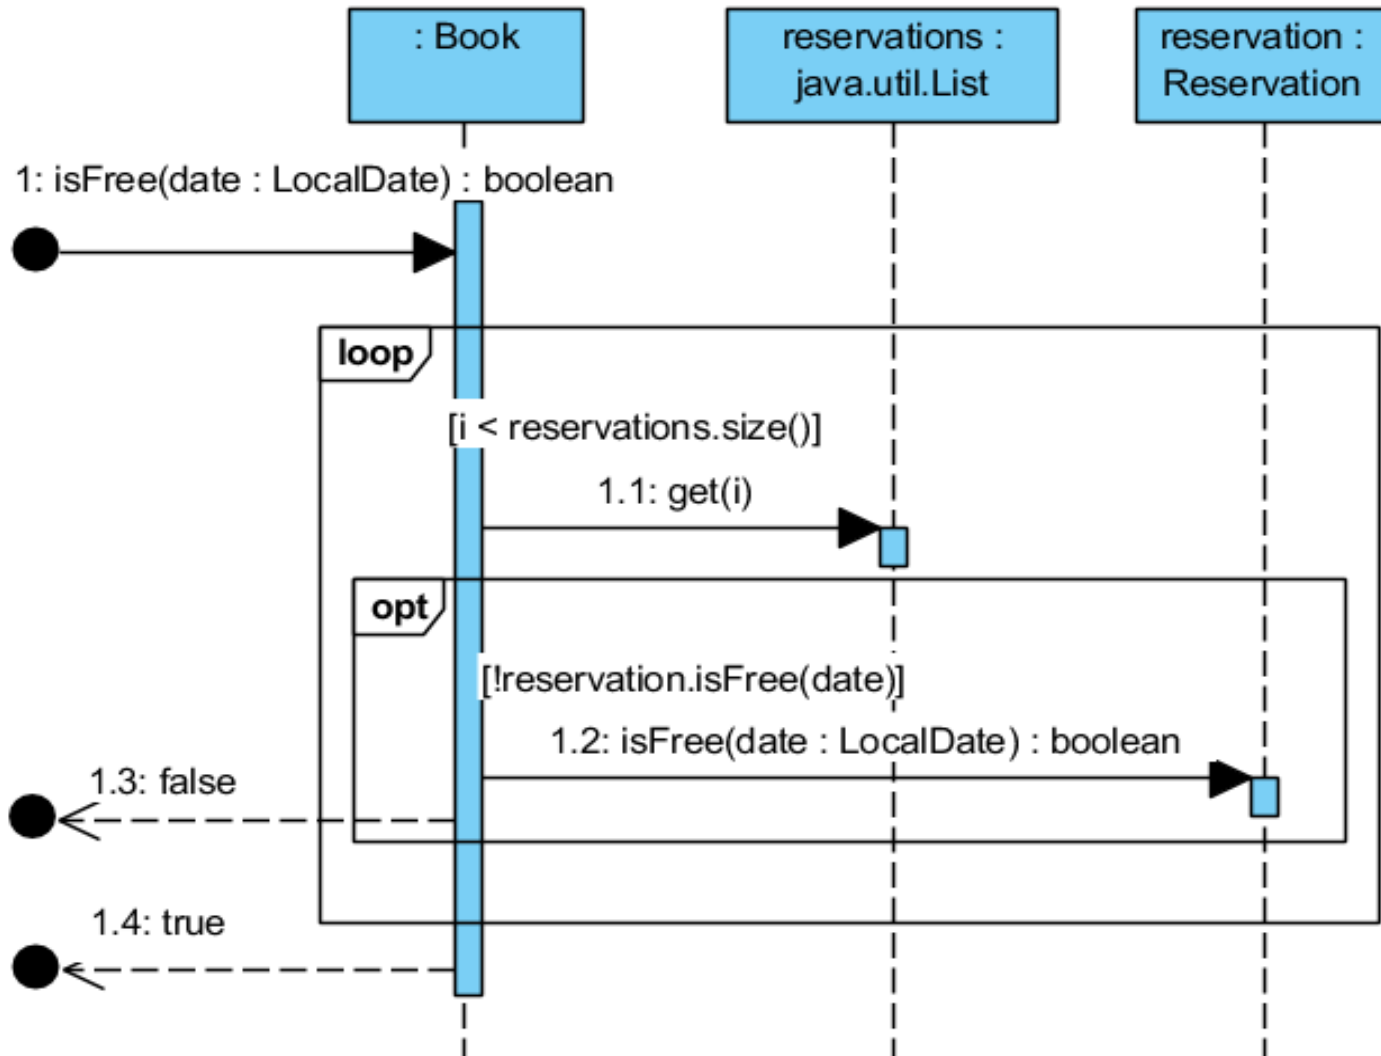 : Book
reservations :
java.util.List
reservation :
Reservation
1: isFree(date : LocalDate) : boolean
loop
[i < reservations.size()]
1.1: get(i)
opt
[!reservation.isFree(date)]
1.2: isFree(date : LocalDate) : boolean
1.3: false
1.4: true